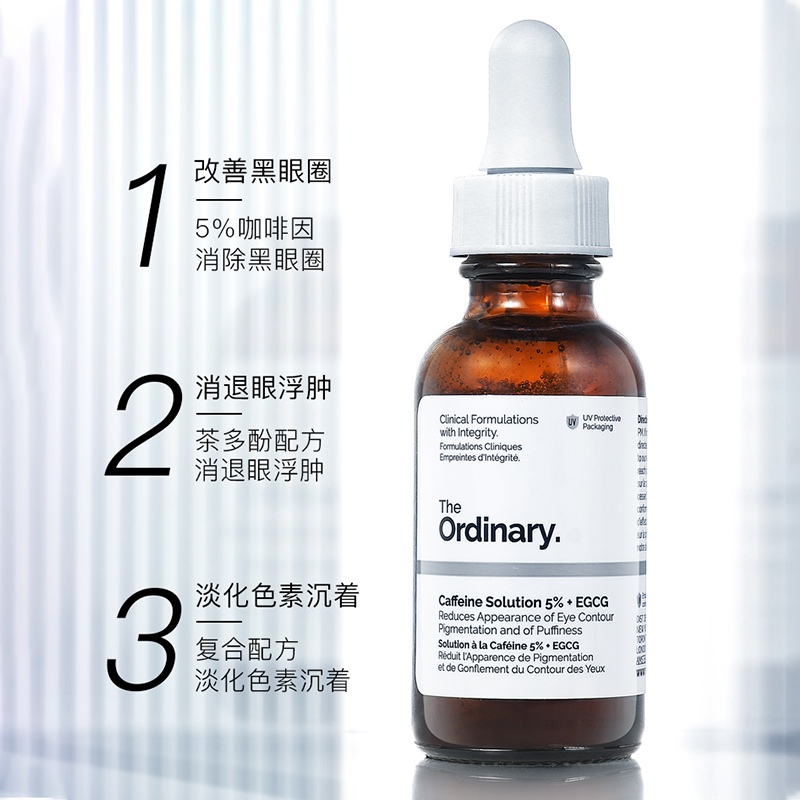 1
改善黑眼圈
5%咖啡因
消除黑眼圈
2
消退眼浮肿
茶多酚配方
消退眼浮肿
3
淡化色素沉着
复合配方
淡化色素沉着
Clinical Formulations
with Integrity.
Formulations Cliniques
Empreintes d'Intégrité.
UV
UV Protective
Packaging
The
Ordinary.
Caffeine Solution 5% + EGCG
Reduces Appearance of Eye Contour
Pigmentation and of Puffiness
Solution à la Caféine 5% + EGCG
Réduit l'Apparence de Pigmentation
et de Gonflement du Contour des Yeux